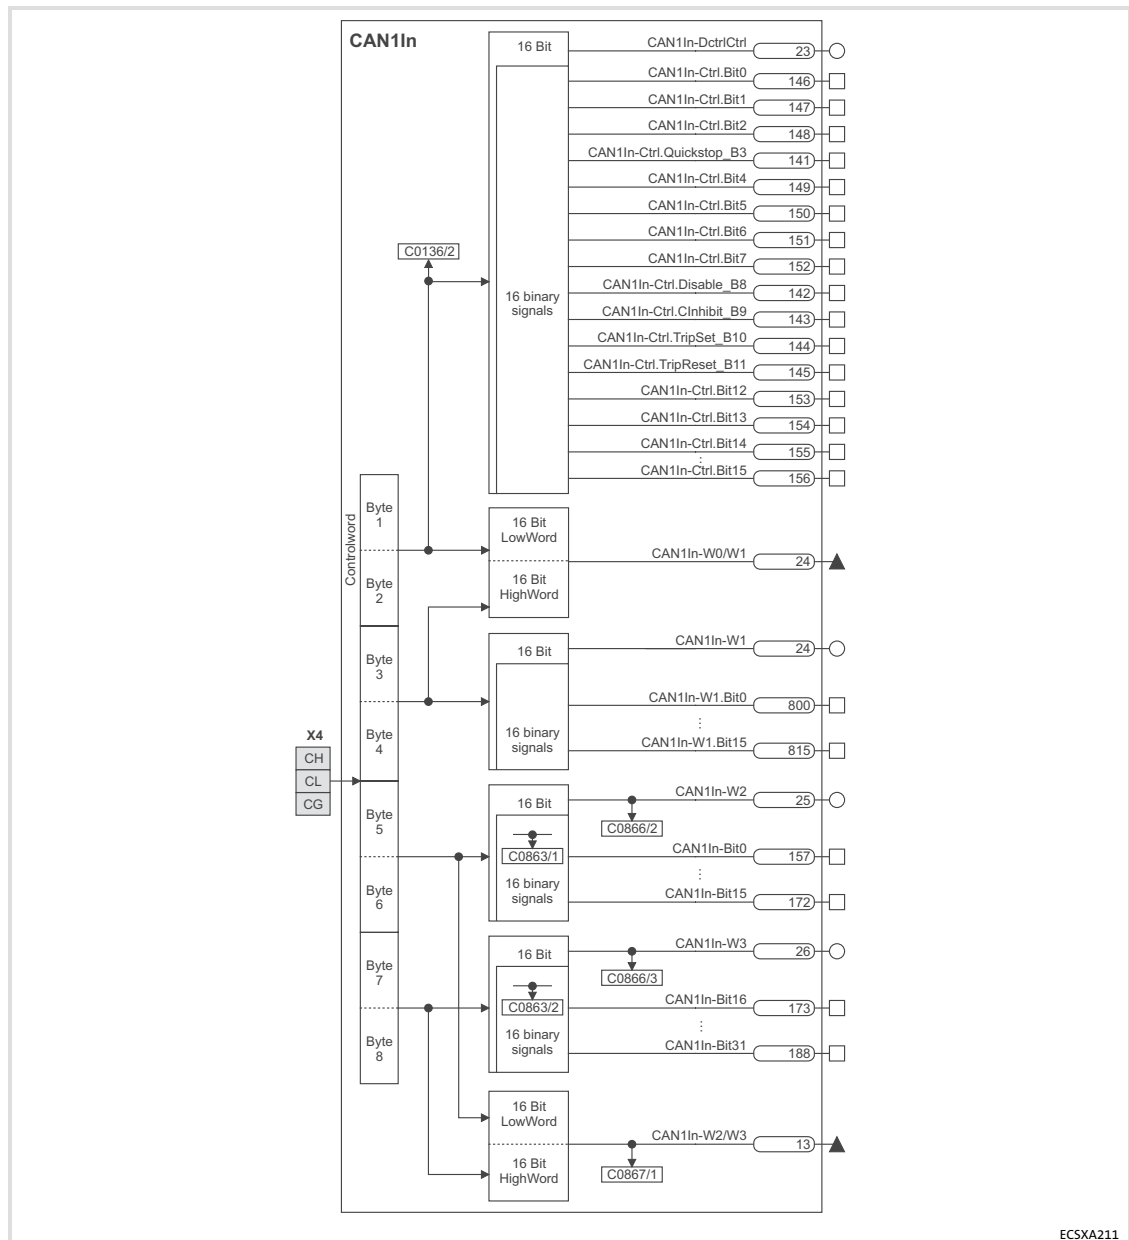 CAN1In
16 Bit
CAN1In-DctrlCtrl
23
CAN1In-Ctrl.Bit0
146
CAN1In-Ctrl.Bit1
147
CAN1In-Ctrl.Bit2
148
CAN1In-Ctrl.Quickstop_B3
141
CAN1In-Ctrl.Bit4
149
CAN1In-Ctrl.Bit5
150
CAN1In-Ctrl.Bit6
151
CAN1In-Ctrl.Bit7
152
CAN1In-Ctrl.Disable_B8
142
CAN1In-Ctrl.CInhibit_B9
143
CAN1In-Ctrl.TripSet_B10
144
CAN1In-Ctrl.TripReset_B11
145
CAN1In-Ctrl.Bit12
153
CAN1In-Ctrl.Bit13
154
CAN1In-Ctrl.Bit14
155
CAN1In-Ctrl.Bit15
156
C0136/2
16 binary
signals
Controlword
Byte
1
Byte
2
16 Bit
LowWord
16 Bit
HighWord
CAN1In-W0/W1
24
Byte
3
Byte
4
16 Bit
16 binary
signals
CAN1In-W1
24
CAN1In-W1.Bit0
800
CAN1In-W1.Bit15
815
X4
CH
CL
CG
Byte
5
Byte
6
16 Bit
C0863/1
16 binary
signals
CAN1In-W2
25
C0866/2
CAN1In-Bit0
157
CAN1In-Bit15
172
Byte
7
Byte
8
16 Bit
C0863/2
16 binary
signals
CAN1In-W3
26
C0866/3
CAN1In-Bit16
173
CAN1In-Bit31
188
16 Bit
LowWord
16 Bit
HighWord
CAN1In-W2/W3
13
C0867/1
ECSXA211